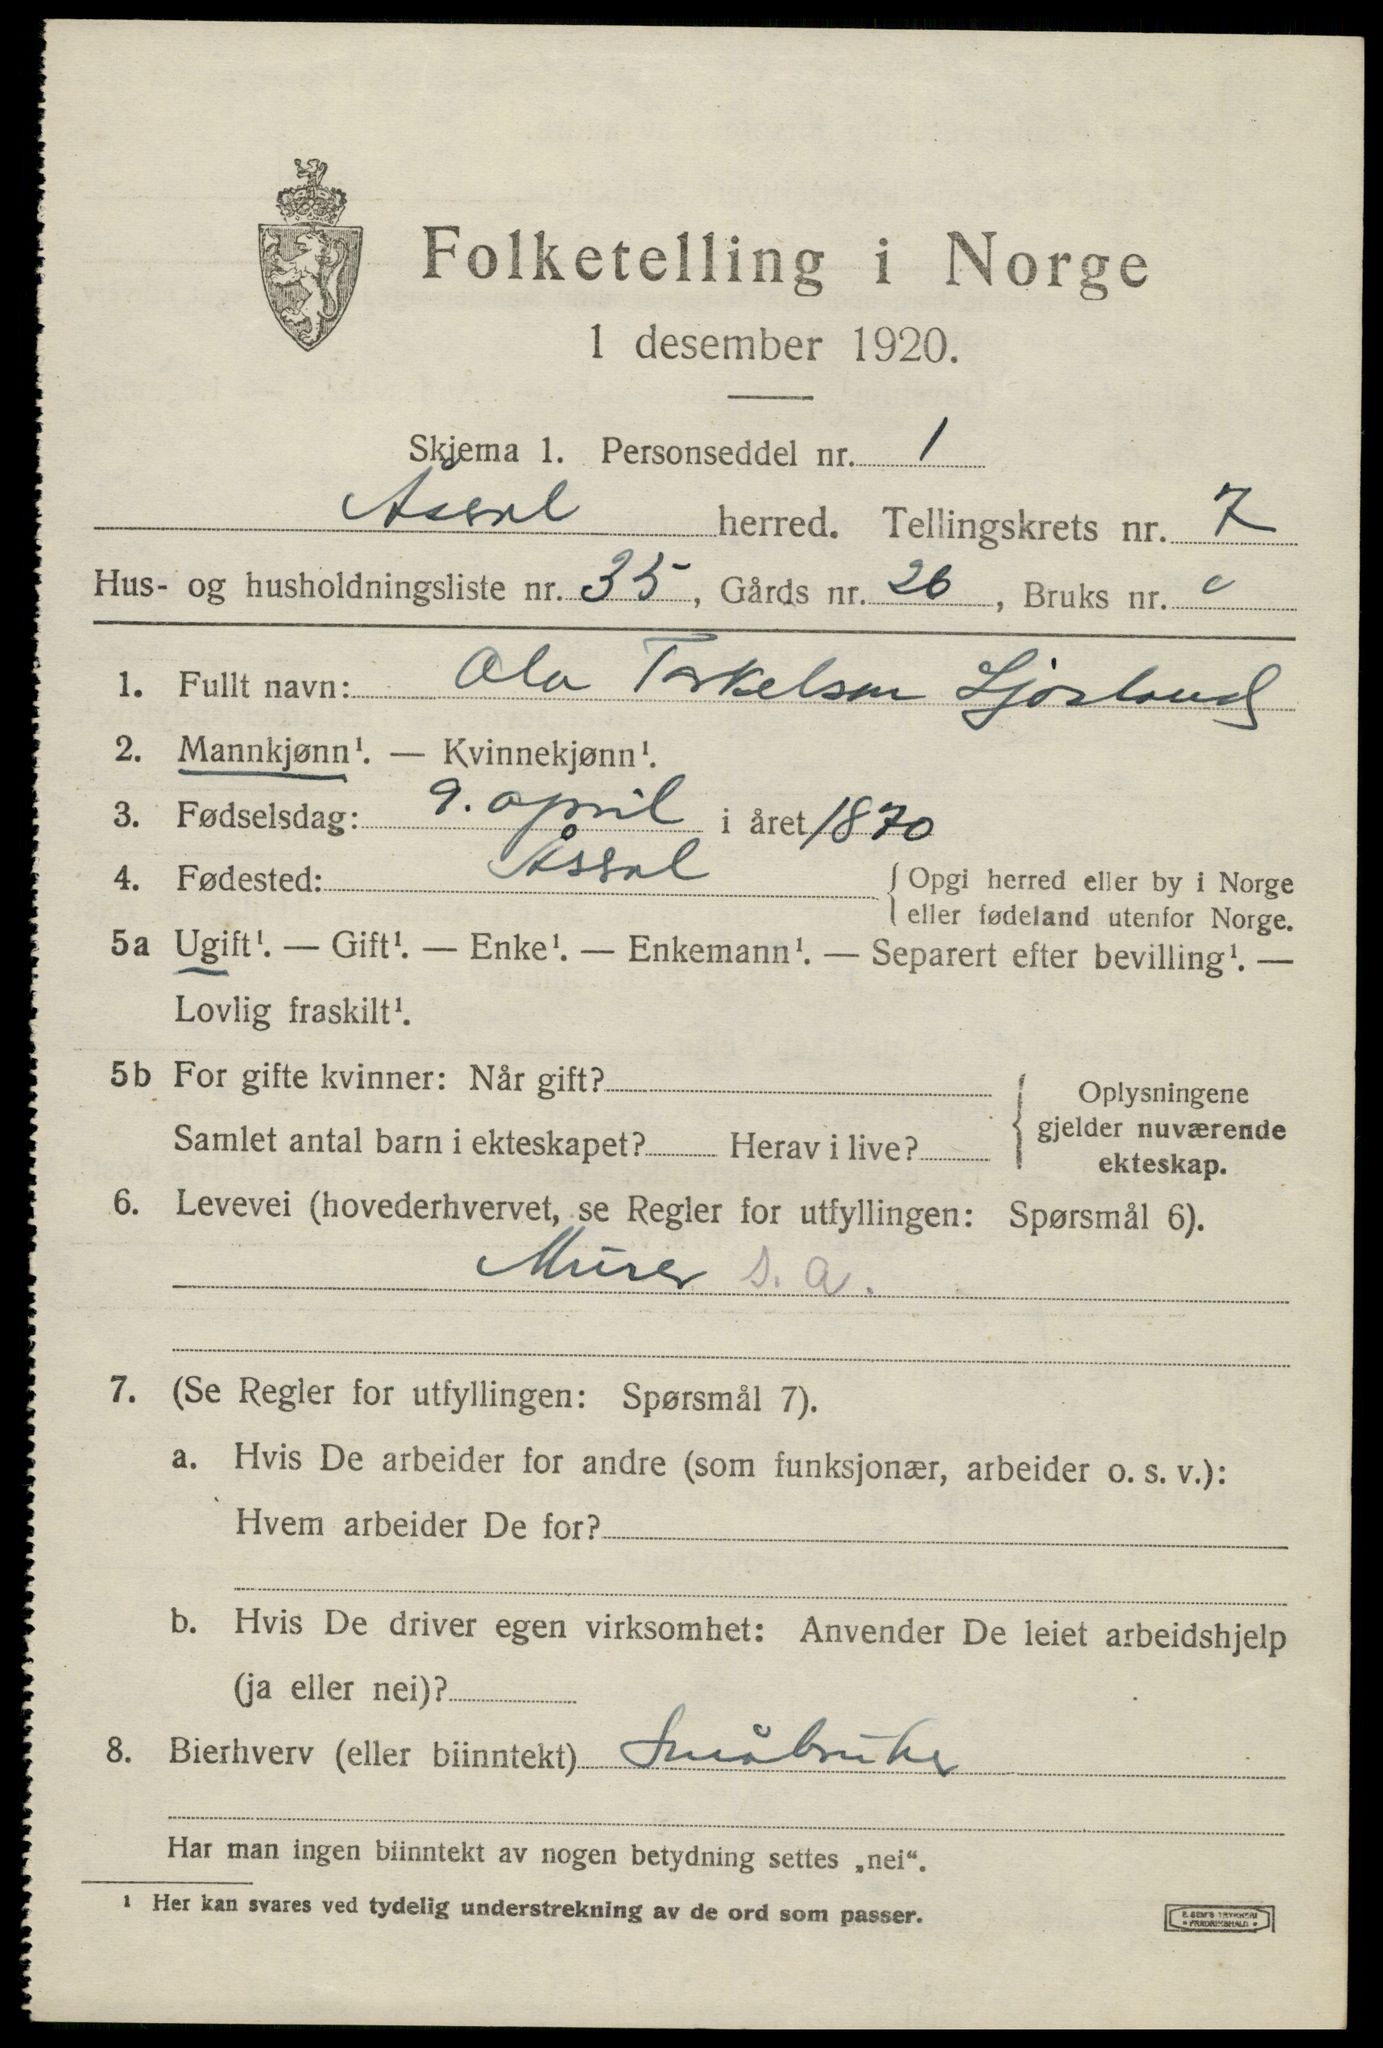 Folketelling i Norge
1 desember 1920.
Skjema 1. Personseddel nr. 1
Åseral herred. Tellingskrets nr. 7
Hus- og husholdningsliste nr. 35, Gårds nr. 26, Bruks nr.
1. Fullt navn: Ola Torkelsen Ljosland
2. Mannkjønn¹. — Kvinnekjønn¹.
3. Fødselsdag: 9. april i året 1870
4. Fødested: Åseral {Opgi herred eller by i Norge
eller fødeland utenfor Norge.
5a Ugift¹. — Gift¹. — Enke¹. — Enkemann¹. — Separert efter bevilling¹. —
Lovlig fraskilt¹.
5b For gifte kvinner: Når gift?
Samlet antal barn i ekteskapet? Herav i live?
{Oplysningene
gjelder nuværende
ekteskap.
6. Levevei (hovederhvervet, se Regler for utfyllingen: Spørsmål 6).
Murer s. a.
7. (Se Regler for utfyllingen: Spørsmål 7).
a. Hvis De arbeider for andre (som funksjonær, arbeider o. s. v.):
Hvem arbeider De for?
b. Hvis De driver egen virksomhet: Anvender De leiet arbeidshjelp
(ja eller nei)?
8. Bierhverv (eller biinntekt) Småbruker
Har man ingen biinntekt av nogen betydning settes „nei“.
¹ Her kan svares ved tydelig understrekning av de ord som passer.
E. SEM'S TRYKKERI
• FREDRIKSHALD •